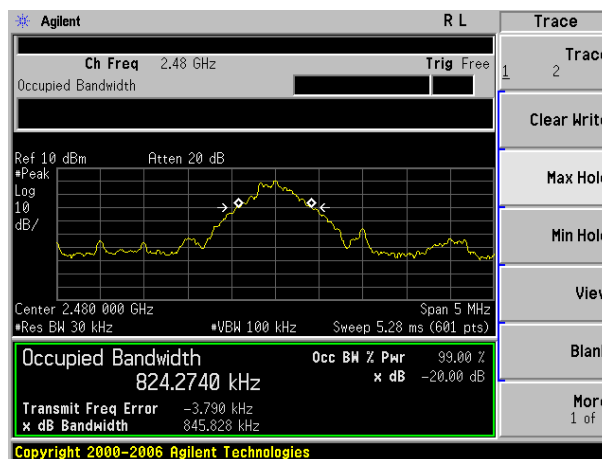 Agilent R L Trace
Ch Freq 2.48 GHz Trig Free
Occupied Bandwidth
Trace
1 2
Clear Write
Max Hold
Min Hold
View
Blank
More
1 of
Ref 10 dBm Atten 20 dB
#Peak
Log
10
dB/
Center 2.480 000 GHz Span 5 MHz
#Res BW 30 kHz #VBW 100 kHz Sweep 5.28 ms (601 pts)
Occupied Bandwidth Occ BW % Pwr 99.00 %
824.2740 kHz x dB -20.00 dB
Transmit Freq Error -3.790 kHz
x dB Bandwidth 845.828 kHz
Copyright 2000-2006 Agilent Technologies